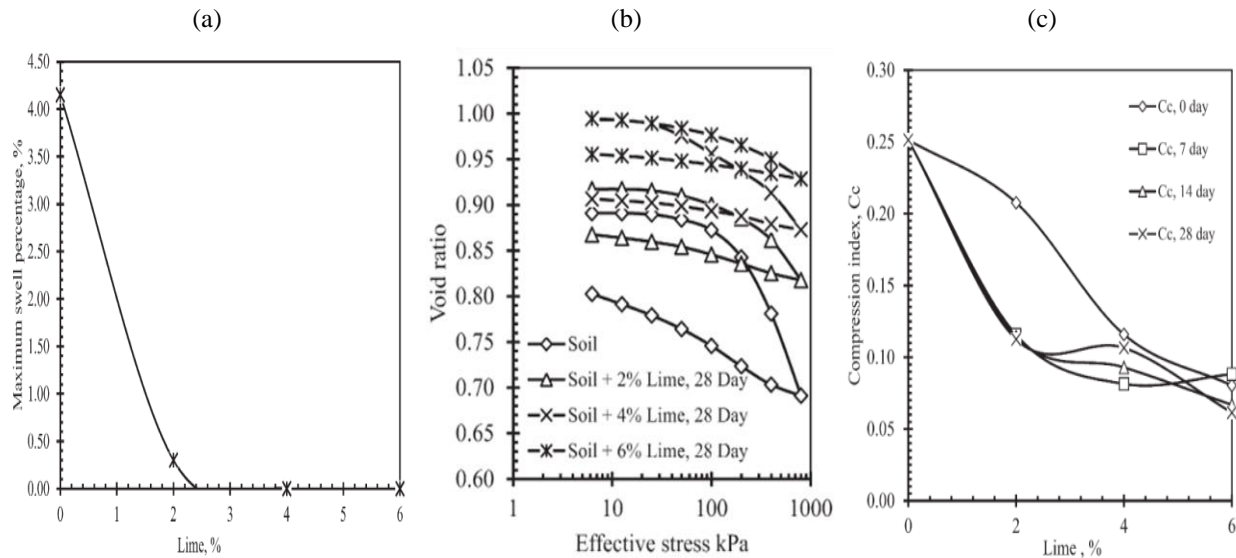 (a)
(b)
(c)
Maximum swell percentage, %
4.50
4.00
3.50
3.00
2.50
2.00
1.50
1.00
0.50
0.00
0 1 2 3 4 5 6
Lime, %
Void ratio
1.05
1.00
0.95
0.90
0.85
0.80
0.75
0.70
0.65
0.60
Soil
Soil + 2% Lime, 28 Day
Soil + 4% Lime, 28 Day
Soil + 6% Lime, 28 Day
1 10 100 1000
Effective stress kPa
Compression index, Cc
0.30
0.25
0.20
0.15
0.10
0.05
0.00
Cc, 0 day
Cc, 7 day
Cc, 14 day
Cc, 28 day
0 2 4 6
Lime , %